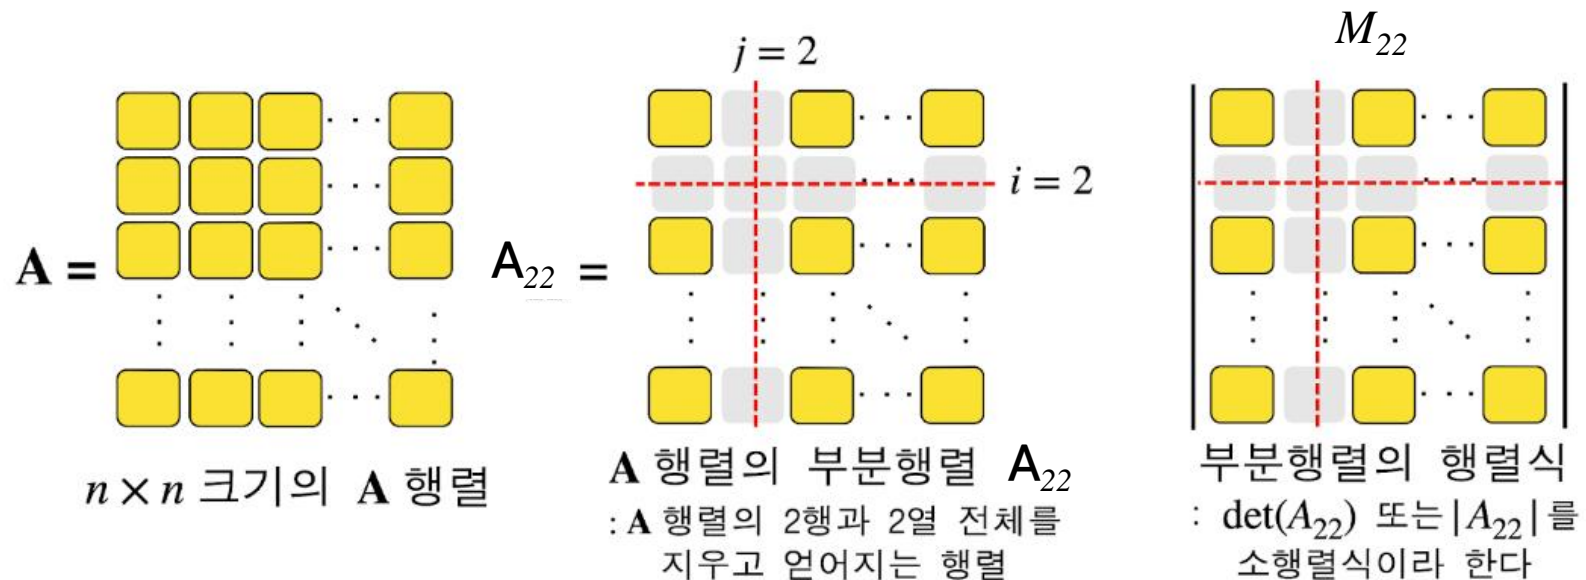 A =
n × n 크기의 A 행렬
j = 2
i = 2
A22 =
A 행렬의 부분행렬 A22
: A 행렬의 2행과 2열 전체를
지우고 얻어지는 행렬
M22
부분행렬의 행렬식
: det(A22) 또는 |A22| 를
소행렬식이라 한다